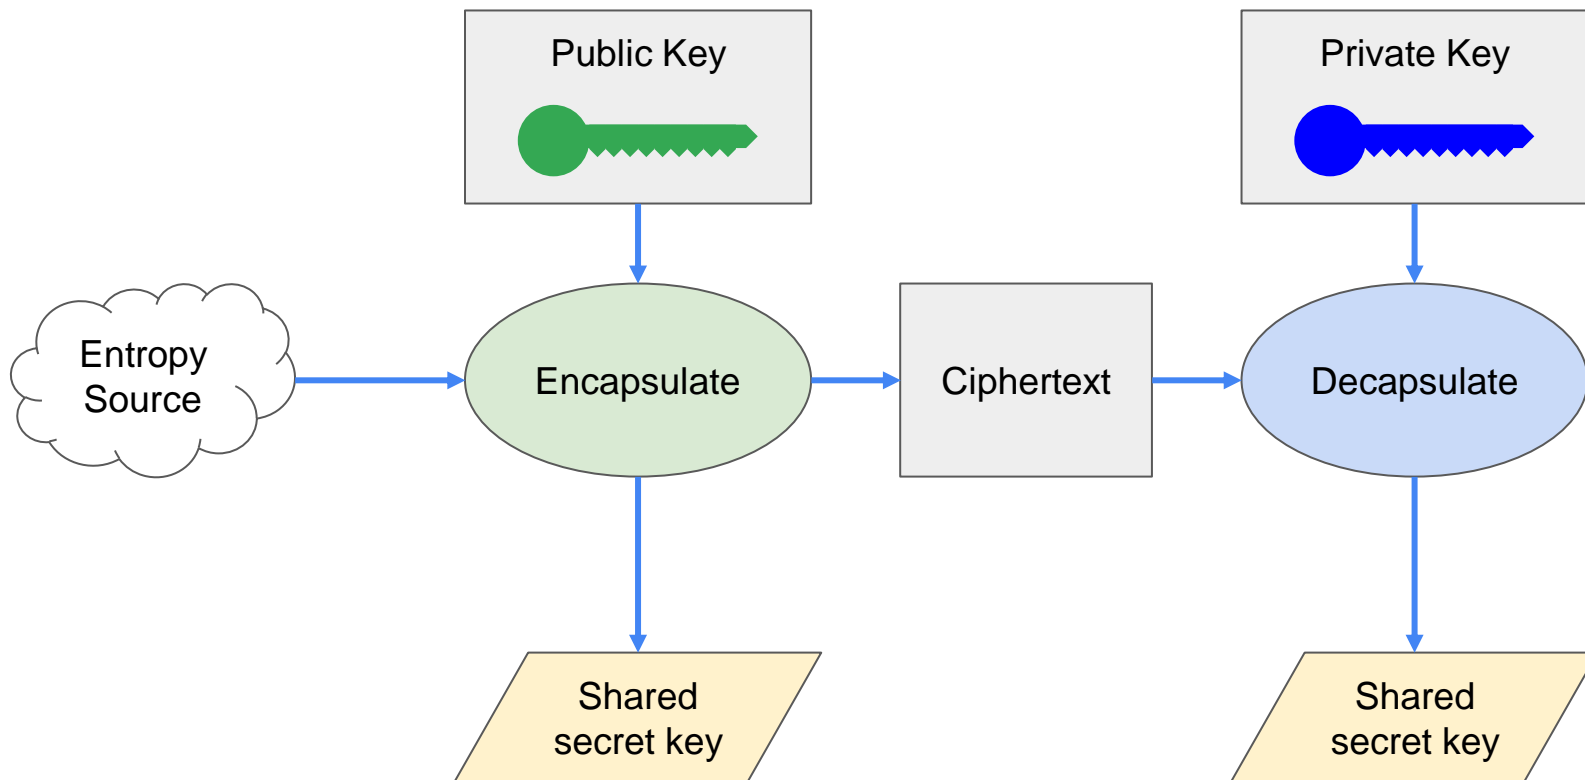 Public Key
Private Key
Entropy
Source
Encapsulate
Ciphertext
Decapsulate
Shared
secret key
Shared
secret key